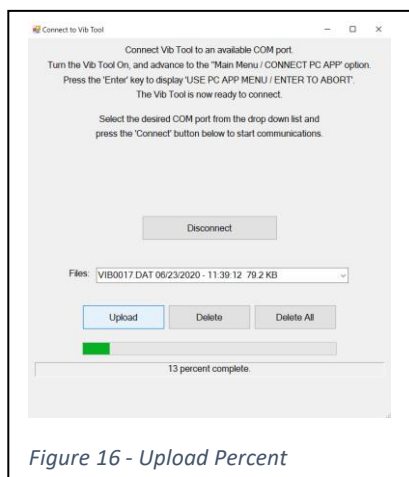 Connect to Vib Tool
Connect Vib Tool to an available COM port.
Turn the Vib Tool On, and advance to the "Main Menu / CONNECT PC APP' option.
Press the 'Enter' key to display 'USE PC APP MENU / ENTER TO ABORT'.
The Vib Tool is now ready to connect.
Select the desired COM port from the drop down list and
press the 'Connect' button below to start communications.
Disconnect
Files: VIB0017.DAT 06/23/2020 - 11:39:12 79.2 KB
Upload Delete Delete All
13 percent complete.
Figure 16 - Upload Percent